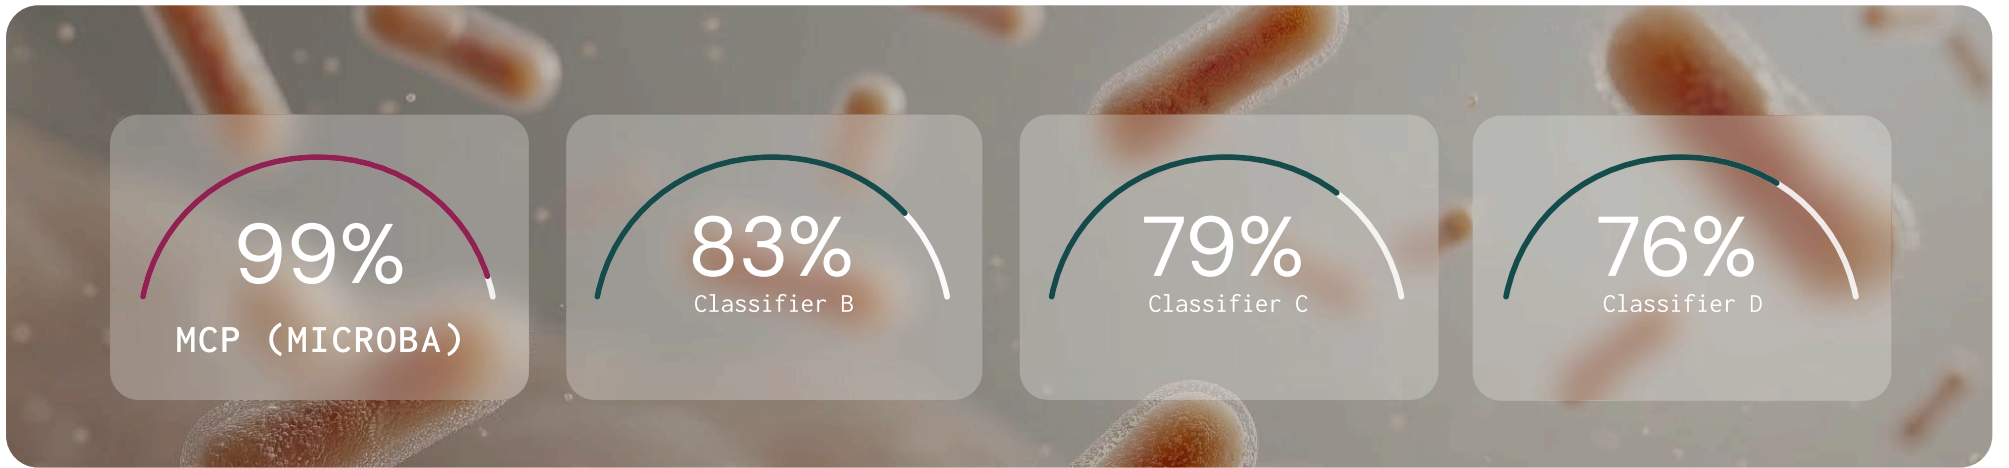 99%
MCP (MICROBA)
83%
Classifier B
79%
Classifier C
76%
Classifier D